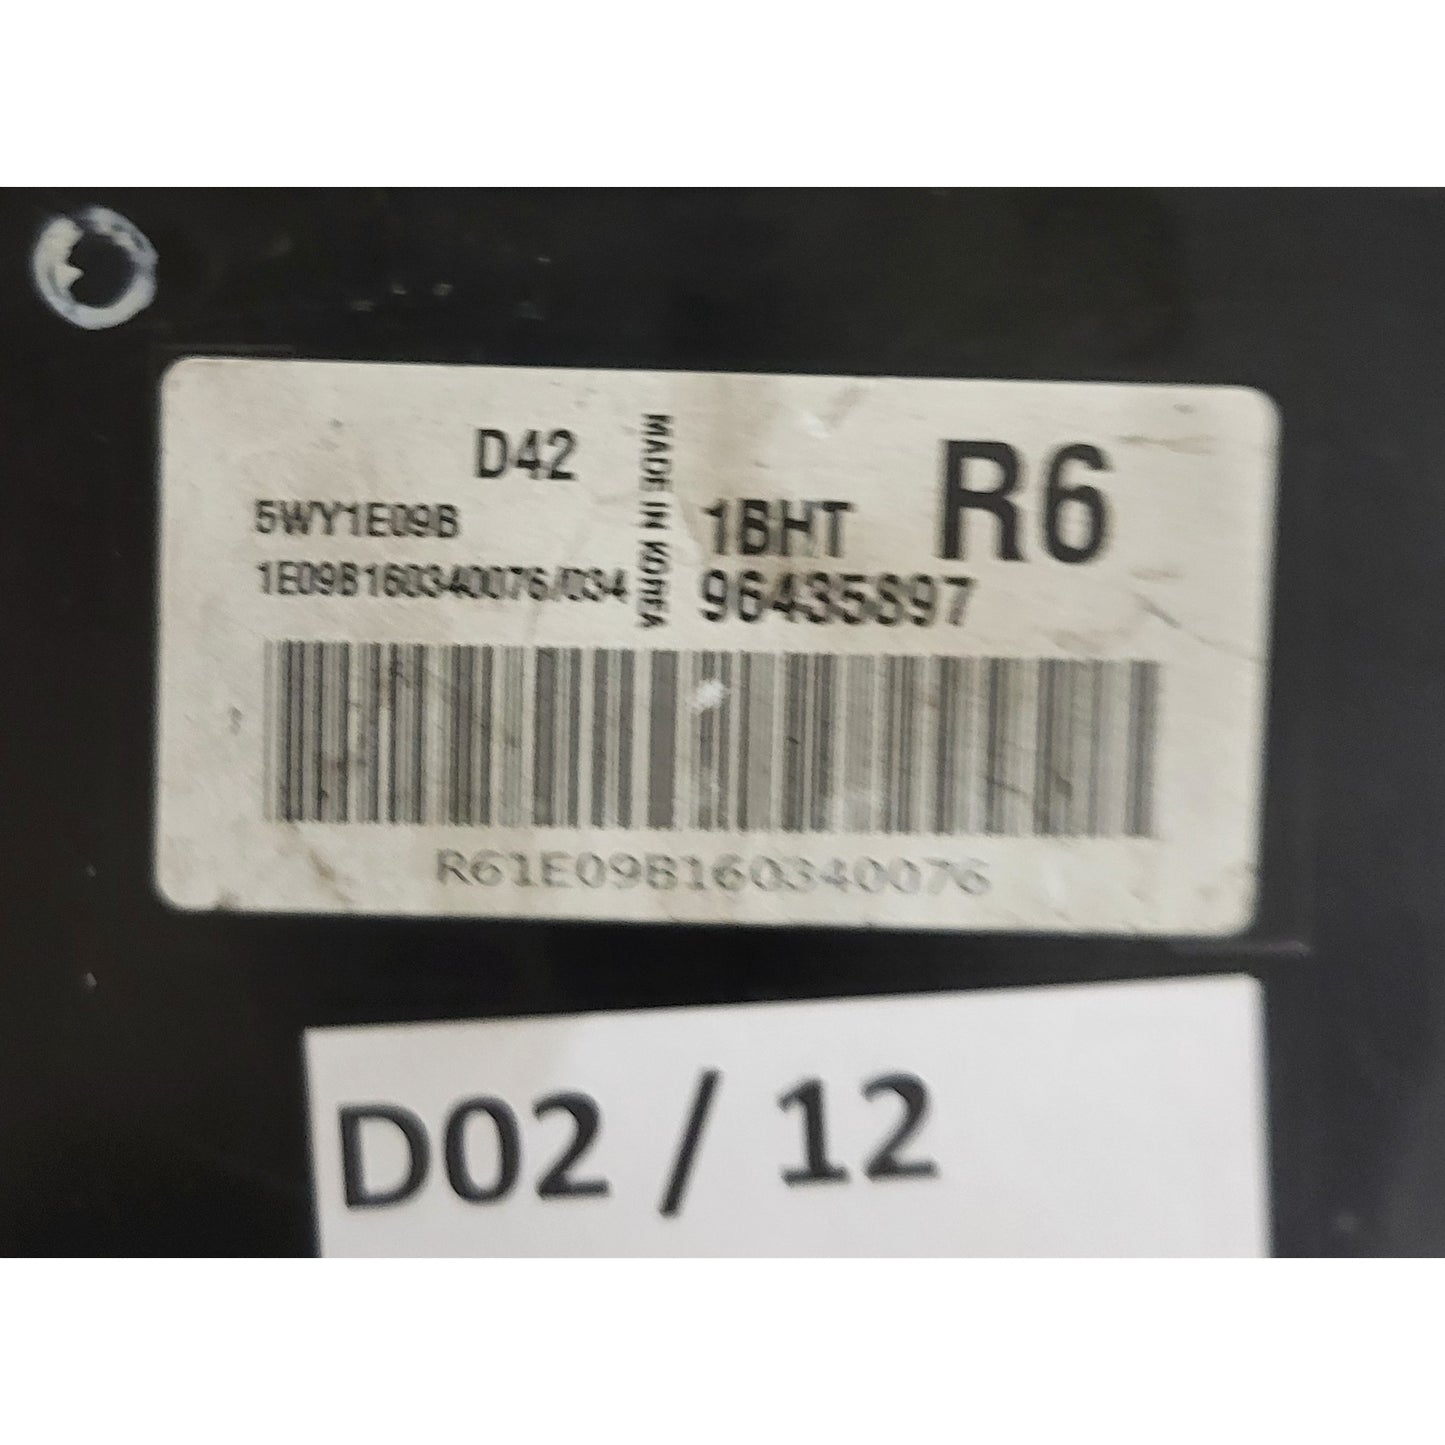 D42
5WY1E09B
1E09B160340076/034
MADE IN KOREA
1BHT
R6
96435897
R61E09B160340076
D02 / 12